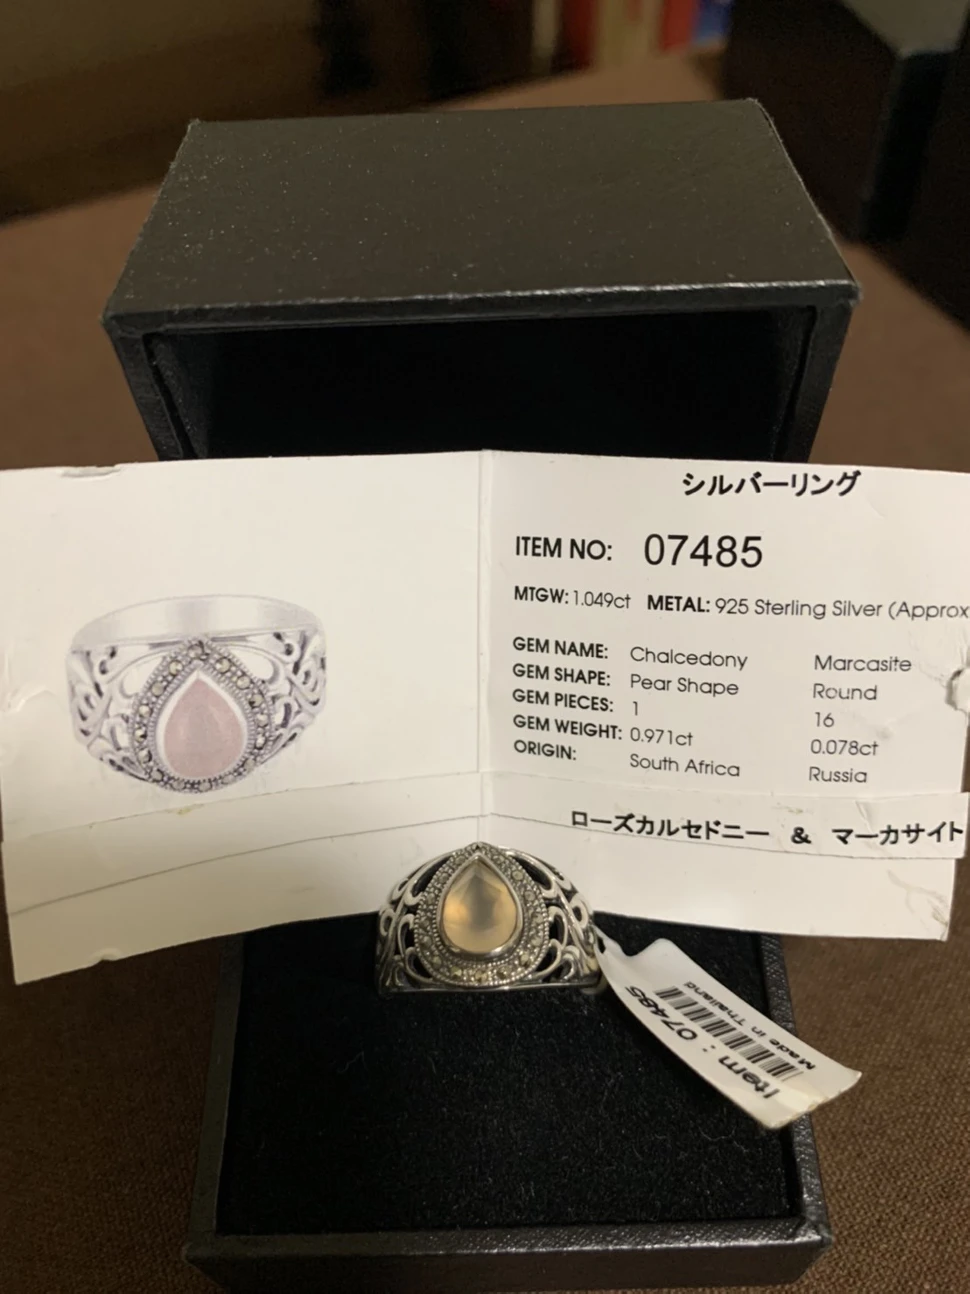 シルバーリング
ITEM NO: 07485
MTGW: 1.049ct METAL: 925 Sterling Silver (Approx
GEM NAME: Chalcedony Marcasite
GEM SHAPE: Pear Shape Round
GEM PIECES: 1 16
GEM WEIGHT: 0.971ct 0.078ct
ORIGIN: South Africa Russia
ローズカルセドニー & マーカサイト
Item : 07485
Made in Thailand